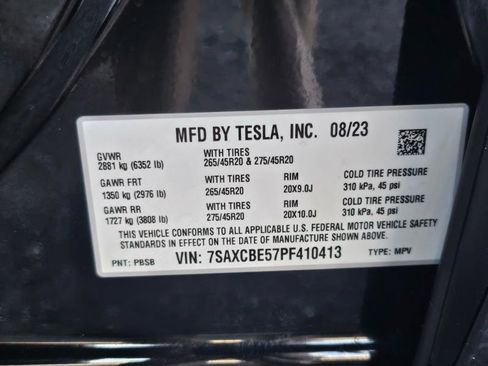 MFD BY TESLA, INC. 08/23
GVWR WITH TIRES
2881 kg (6352 lb) 265/45R20 & 275/45R20
GAWR FRT WITH TIRES RIM COLD TIRE PRESSURE
1350 kg (2976 lb) 265/45R20 20X9.0J 310 kPa, 45 psi
GAWR RR WITH TIRES RIM COLD TIRE PRESSURE
1727 kg (3808 lb) 275/45R20 20X10.0J 310 kPa, 45 psi
THIS VEHICLE CONFORMS TO ALL APPLICABLE U.S. FEDERAL MOTOR VEHICLE SAFETY
STANDARDS IN EFFECT ON THE DATE OF MANUFACTURE SHOWN ABOVE.
PNT: PBSB VIN: 7SAXCBE57PF410413 TYPE: MPV